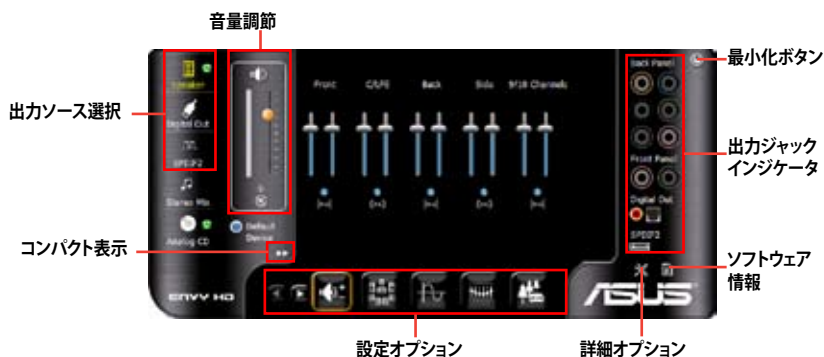 音量調節
最小化ボタン
出力ソース選択
出力ジャック
インジケータ
コンパクト表示
ソフトウェア
情報
設定オプション
詳細オプション
Speaker
Digital Out
SPDIF2
Stereo Mix
Analog CD
Default
Device
Front
C/LFE
Back
Side
9/10 Channels
Back Panel
Front Panel
Digital Out
SPDIF2
ENVY HD
ASUS